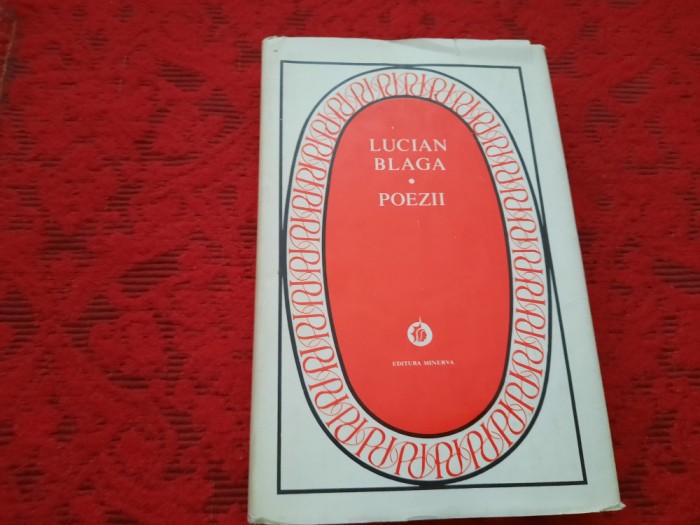 LUCIAN
BLAGA
•
POEZII
EDITURA MINERVA